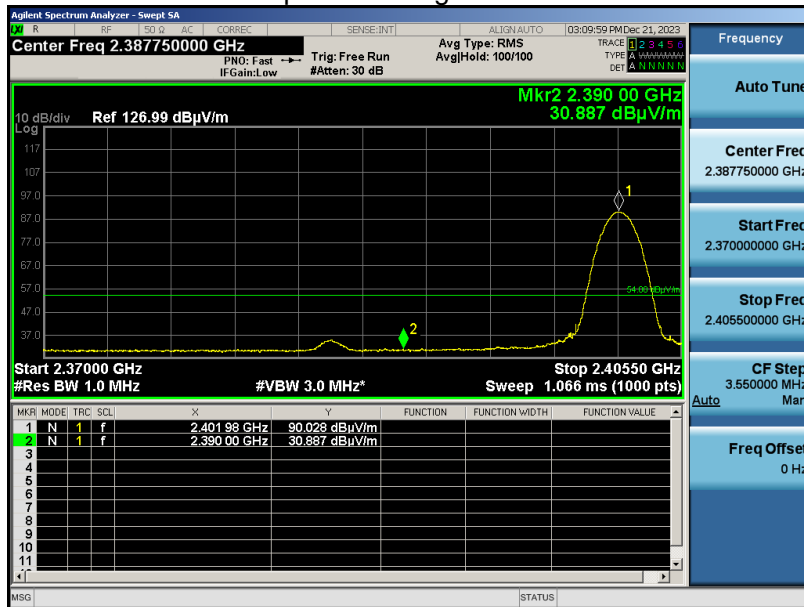 Agilent Spectrum Analyzer - Swept SA
LXI R RF 50 Ω AC CORREC SENSE:INT ALIGN AUTO 03:09:59 PM Dec 21, 2023
Center Freq 2.387750000 GHz
PNO: Fast
IFGain:Low
Trig: Free Run
#Atten: 30 dB
Avg Type: RMS
Avg|Hold: 100/100
TRACE 1 2 3 4 5 6
TYPE A
DET A N N N N N
Mkr2 2.390 00 GHz
30.887 dBµV/m
10 dB/div Ref 126.99 dBµV/m
Log
117
107
97.0
87.0
77.0
67.0
57.0
47.0
37.0
1
54.00 dBµV/m
2
Start 2.37000 GHz Stop 2.40550 GHz
#Res BW 1.0 MHz #VBW 3.0 MHz* Sweep 1.066 ms (1000 pts)
MKR MODE TRC SCL X Y FUNCTION FUNCTION WIDTH FUNCTION VALUE
1 N 1 f 2.401 98 GHz 90.028 dBµV/m
2 N 1 f 2.390 00 GHz 30.887 dBµV/m
3
4
5
6
7
8
9
10
11
MSG STATUS
Frequency
Auto Tune
Center Freq
2.387750000 GHz
Start Freq
2.370000000 GHz
Stop Freq
2.405500000 GHz
CF Step
3.550000 MHz
Auto Man
Freq Offset
0 Hz